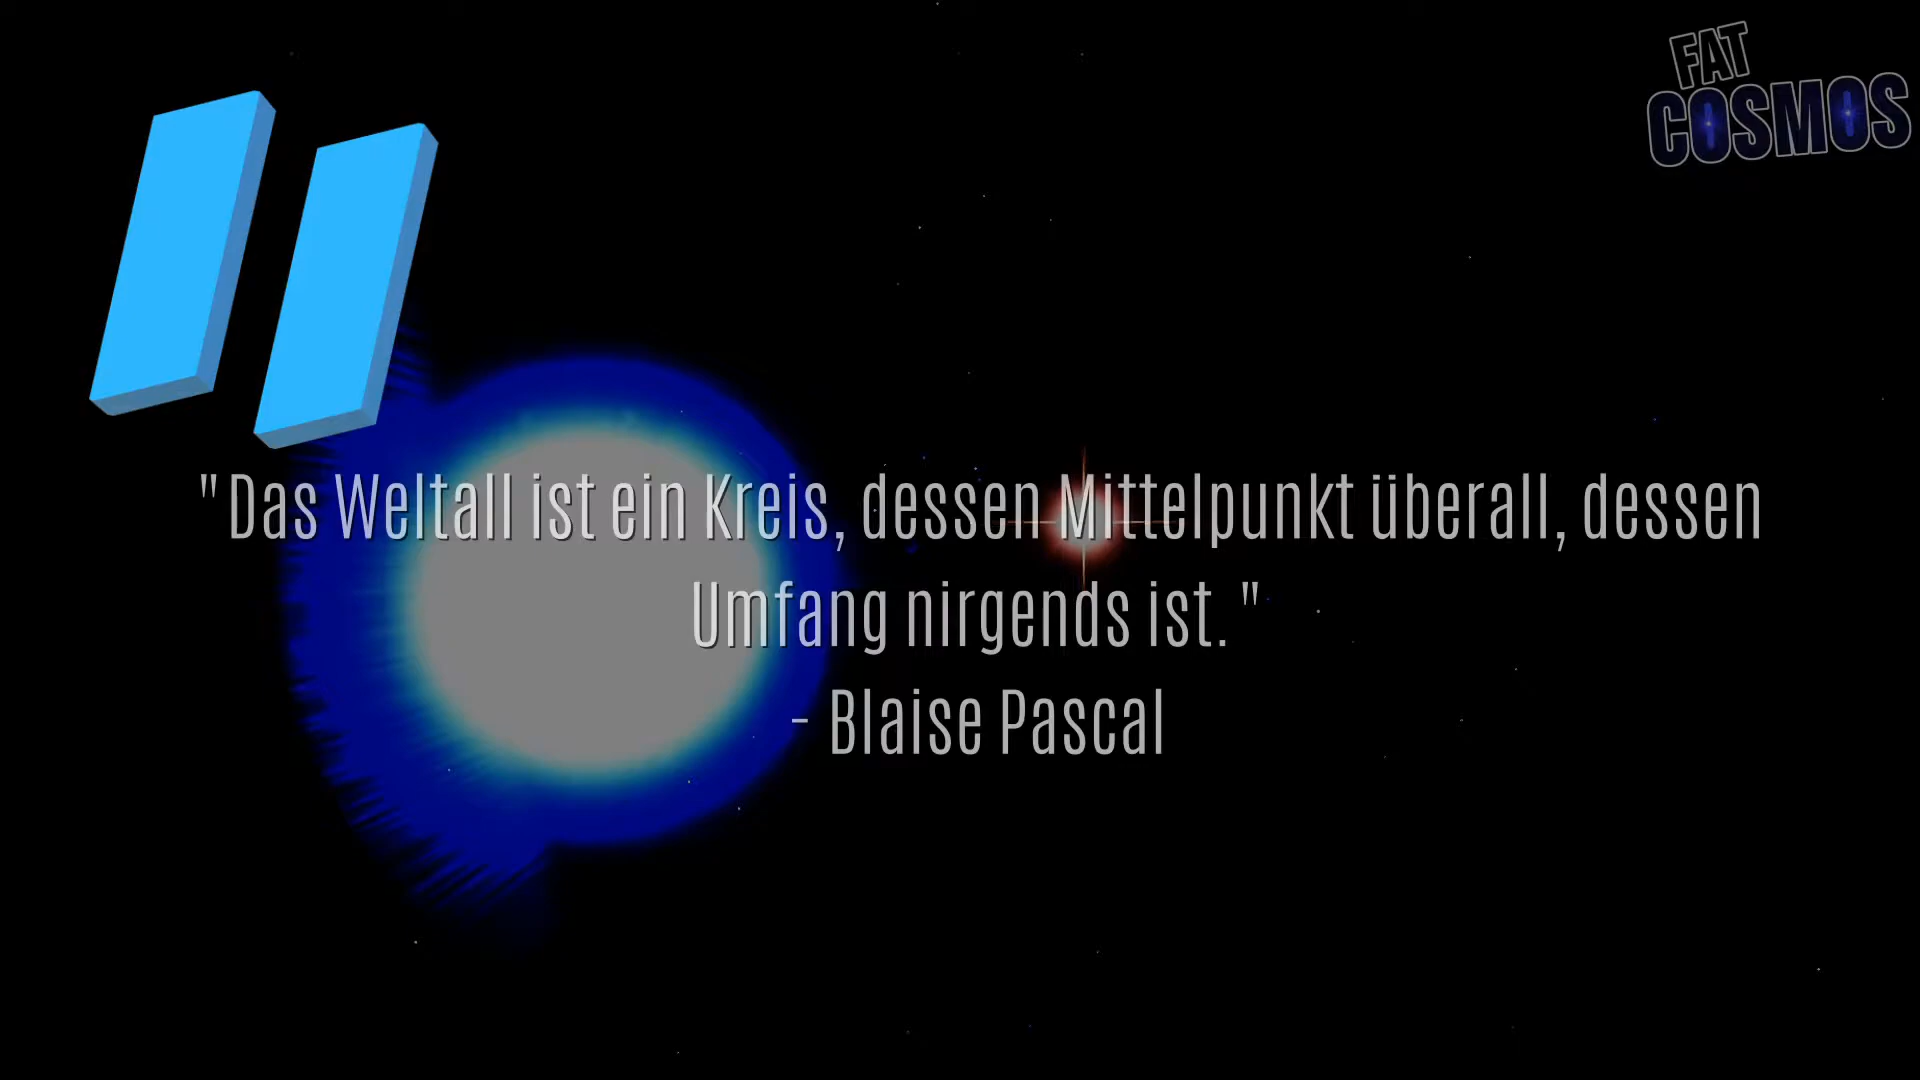 FAT
COSMOS
"Das Weltall ist ein Kreis, dessen Mittelpunkt überall, dessen
Umfang nirgends ist. "
- Blaise Pascal